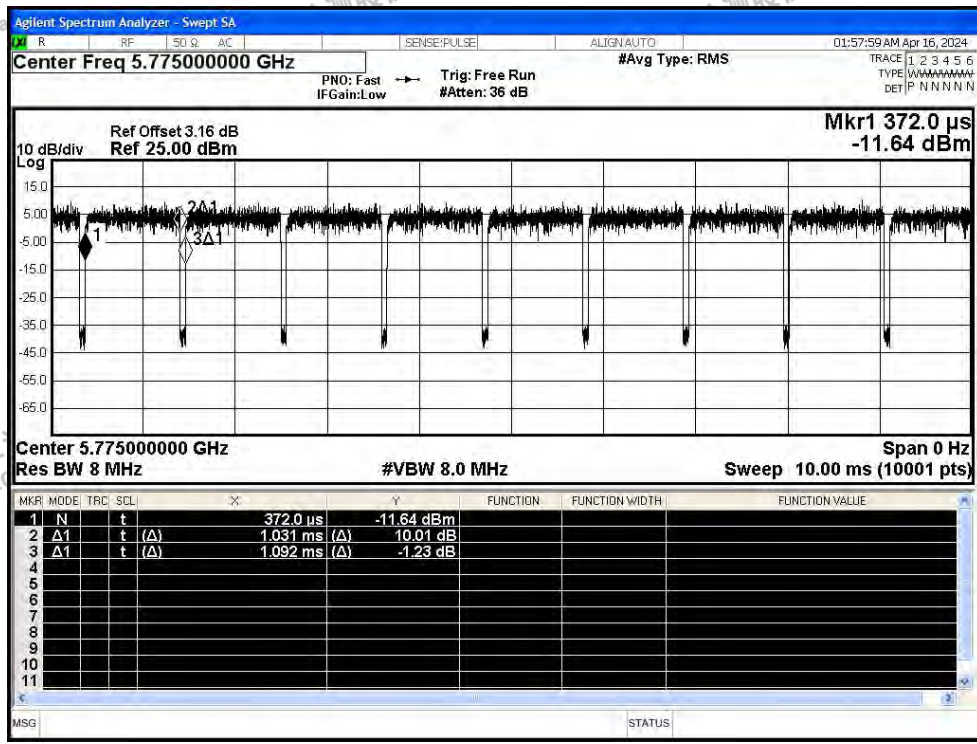 Agilent Spectrum Analyzer - Swept SA
R RF 50 Ω AC SENSE:PULSE ALIGN AUTO 01:57:59 AM Apr 16, 2024
Center Freq 5.775000000 GHz #Avg Type: RMS TRACE 1 2 3 4 5 6
PNO: Fast Trig: Free Run TYPE WWWWWW
IFGain:Low #Atten: 36 dB DET P N N N N N
Mkr1 372.0 µs
Ref Offset 3.16 dB
10 dB/div Ref 25.00 dBm -11.64 dBm
Log
15.0
5.00
-5.00
-15.0
-25.0
-35.0
-45.0
-55.0
-65.0
1
2Δ1
3Δ1
Center 5.775000000 GHz Span 0 Hz
Res BW 8 MHz #VBW 8.0 MHz Sweep 10.00 ms (10001 pts)
MKR MODE TRC SCL X Y FUNCTION FUNCTION WIDTH FUNCTION VALUE
1 N t 372.0 µs -11.64 dBm
2 Δ1 t (Δ) 1.031 ms (Δ) 10.01 dB
3 Δ1 t (Δ) 1.092 ms (Δ) -1.23 dB
4
5
6
7
8
9
10
11
MSG STATUS